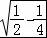 √(1/2 - 1/4)